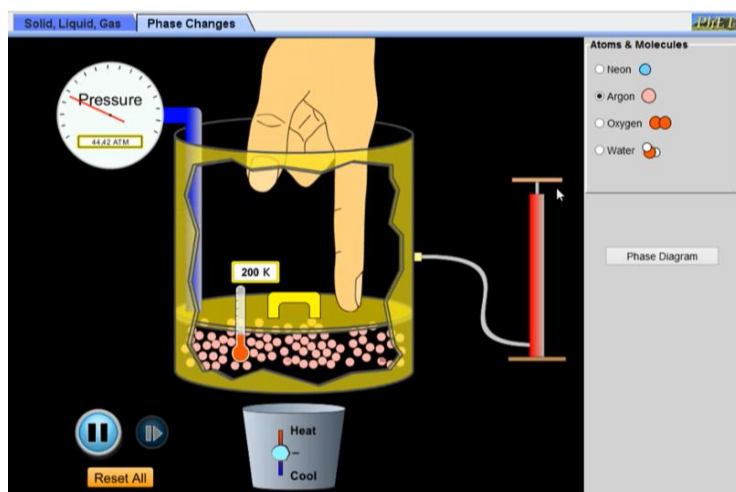 Solid, Liquid, Gas
Phase Changes
Pressure
44,42 ATM
200 K
Heat
Cool
Reset All
Atoms & Molecules
Neon
Argon
Oxygen
Water
Phase Diagram